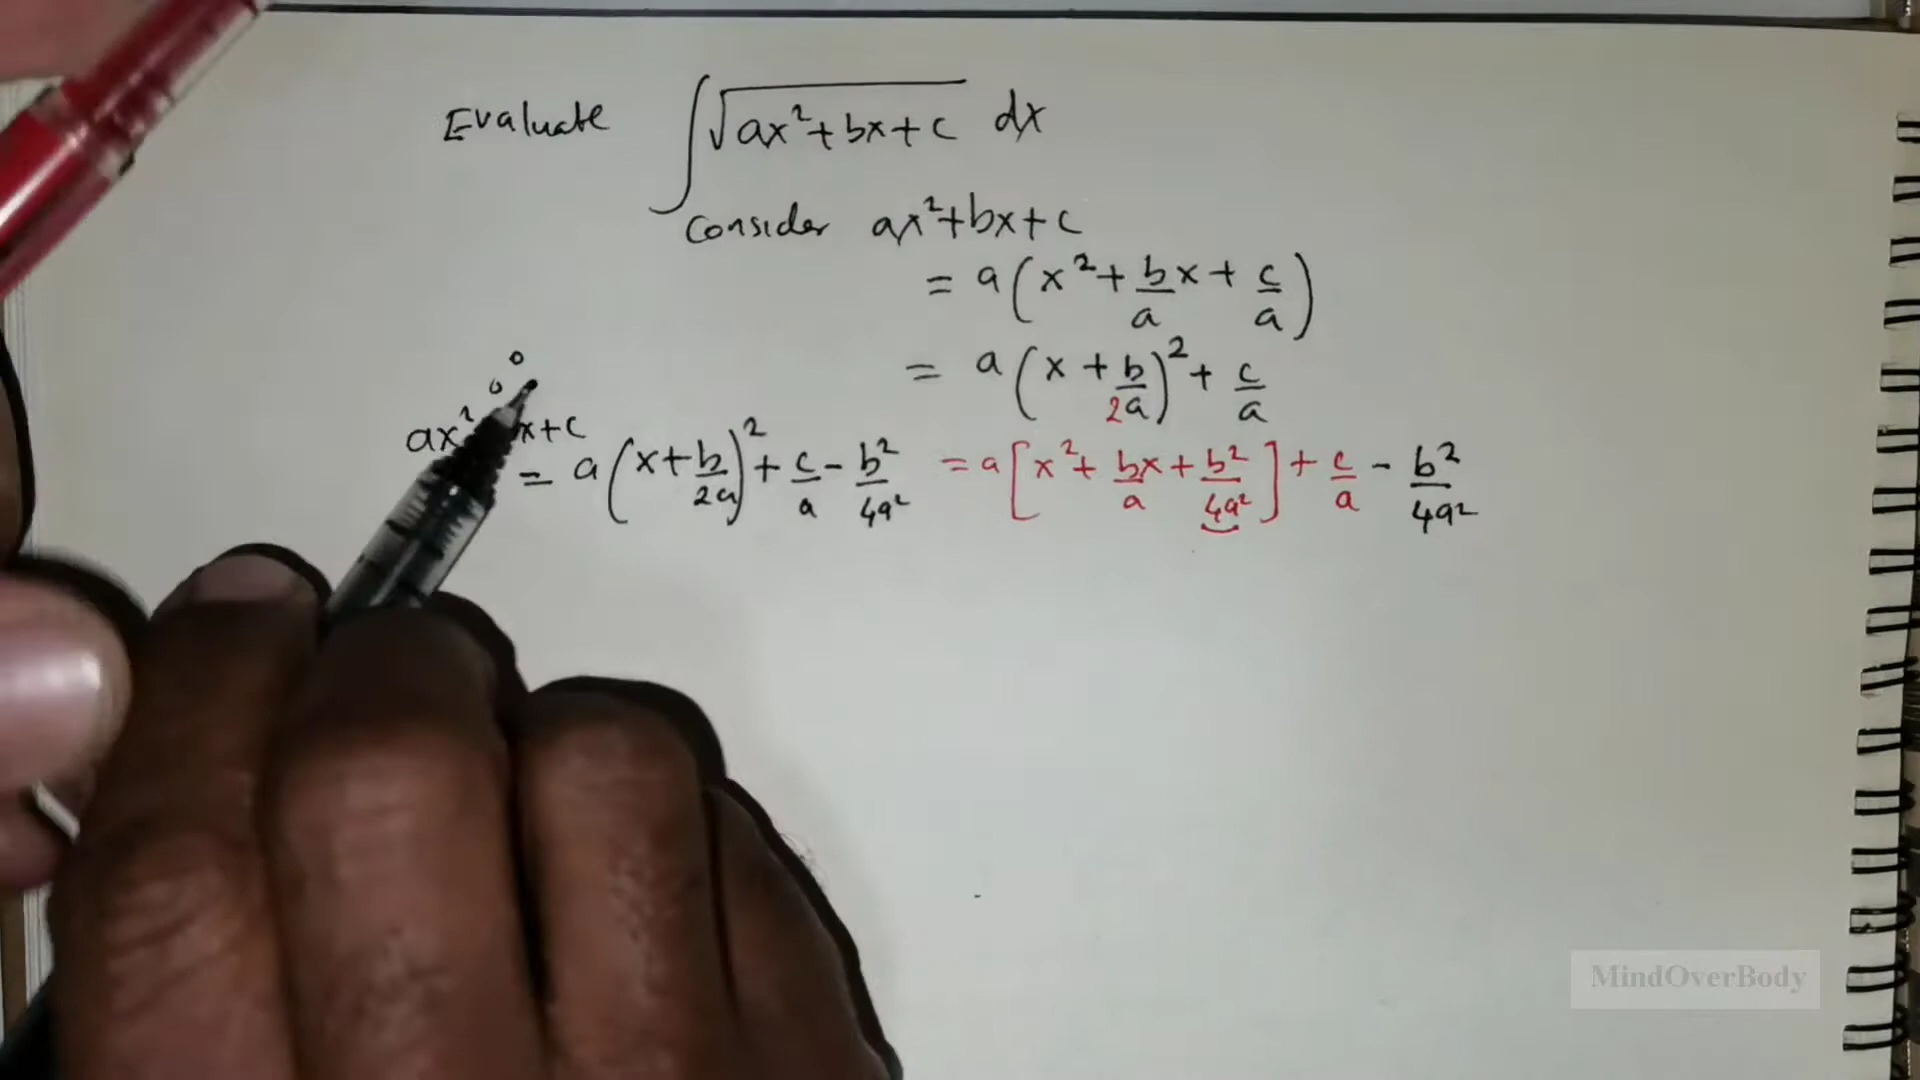 Evaluate ∫√(ax²+bx+c) dx
Consider ax²+bx+c
= a(x²+b/a x+c/a)
= a(x+b/2a)²+c/a
∴ ax² x+c
= a(x+b/2a)²+c/a-b²/4a² = a[x²+bx/a+b²/4a²]+c/a-b²/4a²
MindOverBody